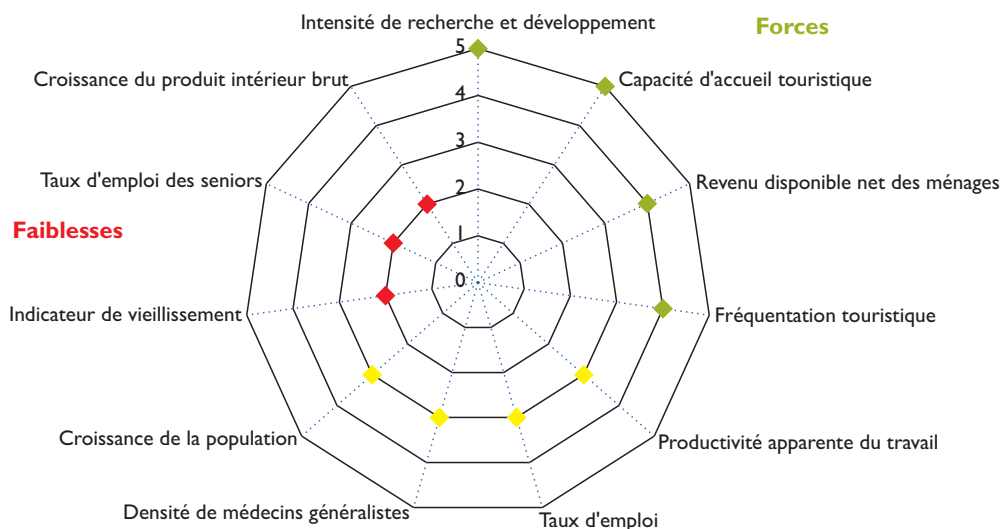 Intensité de recherche et développement
Forces
5
Croissance du produit intérieur brut
Capacité d'accueil touristique
4
3
Taux d'emploi des seniors
Revenu disponible net des ménages
2
Faiblesses
1
0
Indicateur de vieillissement
Fréquentation touristique
Croissance de la population
Productivité apparente du travail
Densité de médecins généralistes
Taux d'emploi